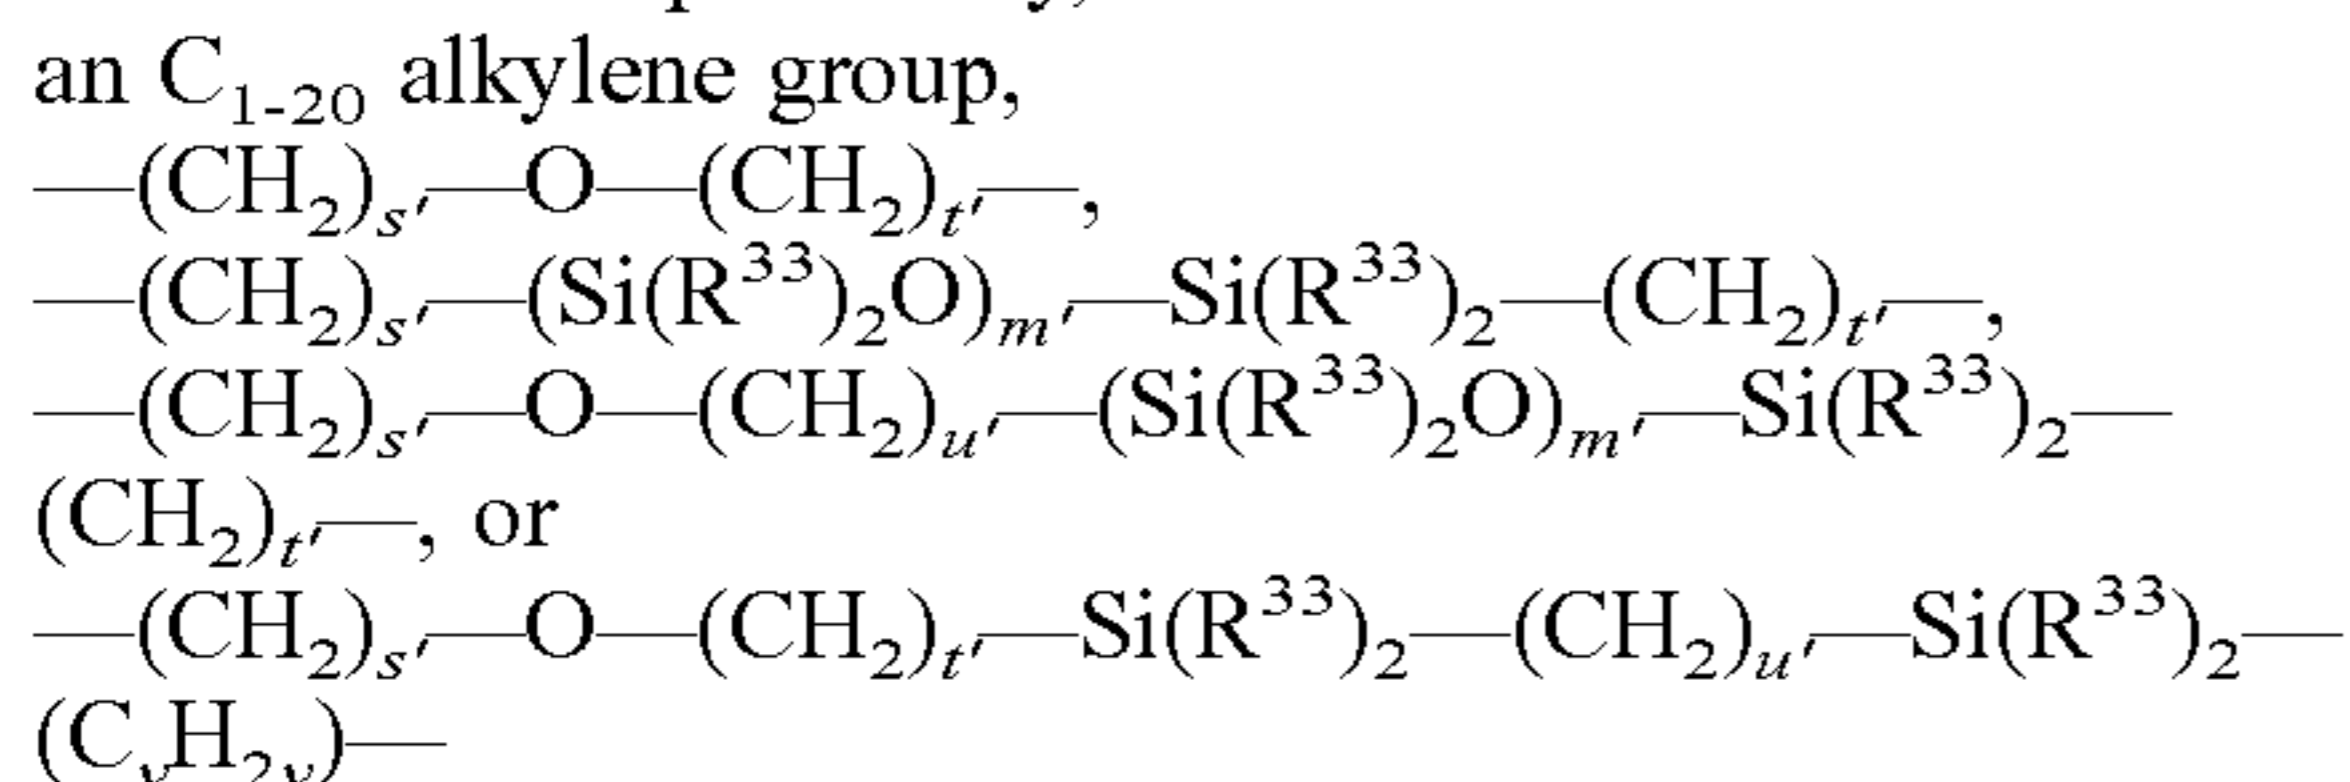 an C₁₋₂₀ alkylene group,
—(CH₂)ₛ′—O—(CH₂)ₜ′—,
—(CH₂)ₛ′—(Si(R³³)₂O)ₘ′—Si(R³³)₂—(CH₂)ₜ′—,
—(CH₂)ₛ′—O—(CH₂)ᵤ′—(Si(R³³)₂O)ₘ′—Si(R³³)₂—
(CH₂)ₜ′—, or
—(CH₂)ₛ′—O—(CH₂)ₜ′—Si(R³³)₂—(CH₂)ᵤ′—Si(R³³)₂—
(CᵥH₂ᵥ)—